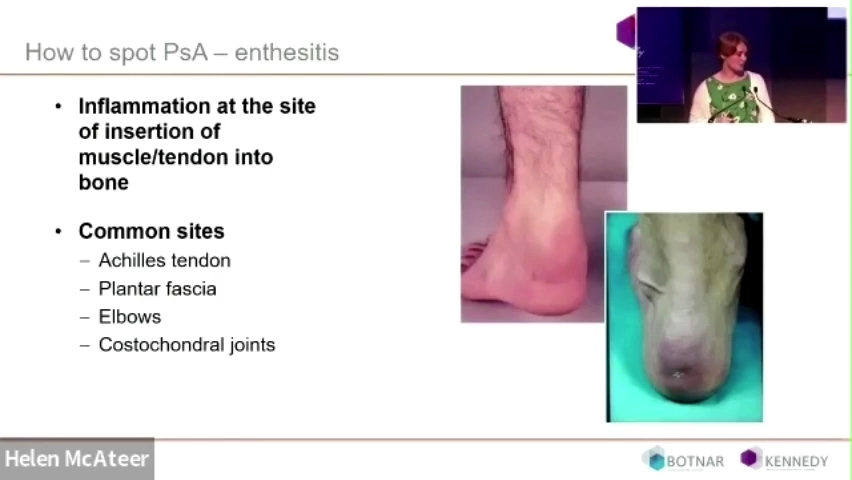 How to spot PsA – enthesitis
• Inflammation at the site
of insertion of
muscle/tendon into
bone
• Common sites
– Achilles tendon
– Plantar fascia
– Elbows
– Costochondral joints
Helen McAteer
BOTNAR
KENNEDY